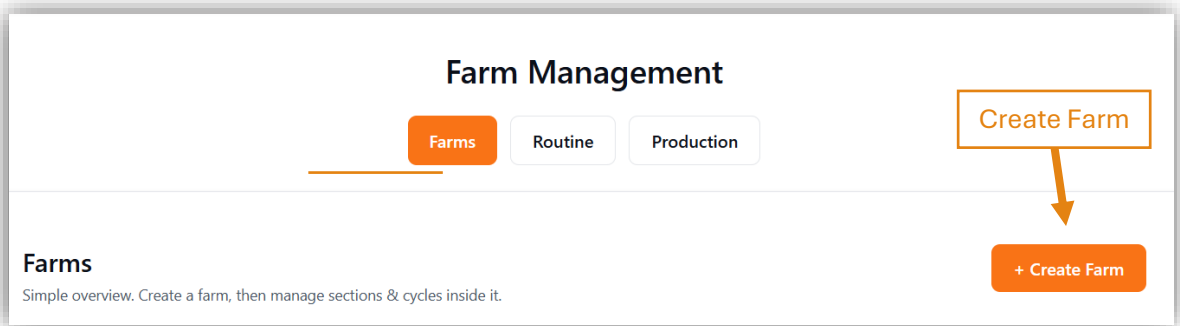 Farm Management
Create Farm
Farms
Routine
Production
Farms
+ Create Farm
Simple overview. Create a farm, then manage sections & cycles inside it.